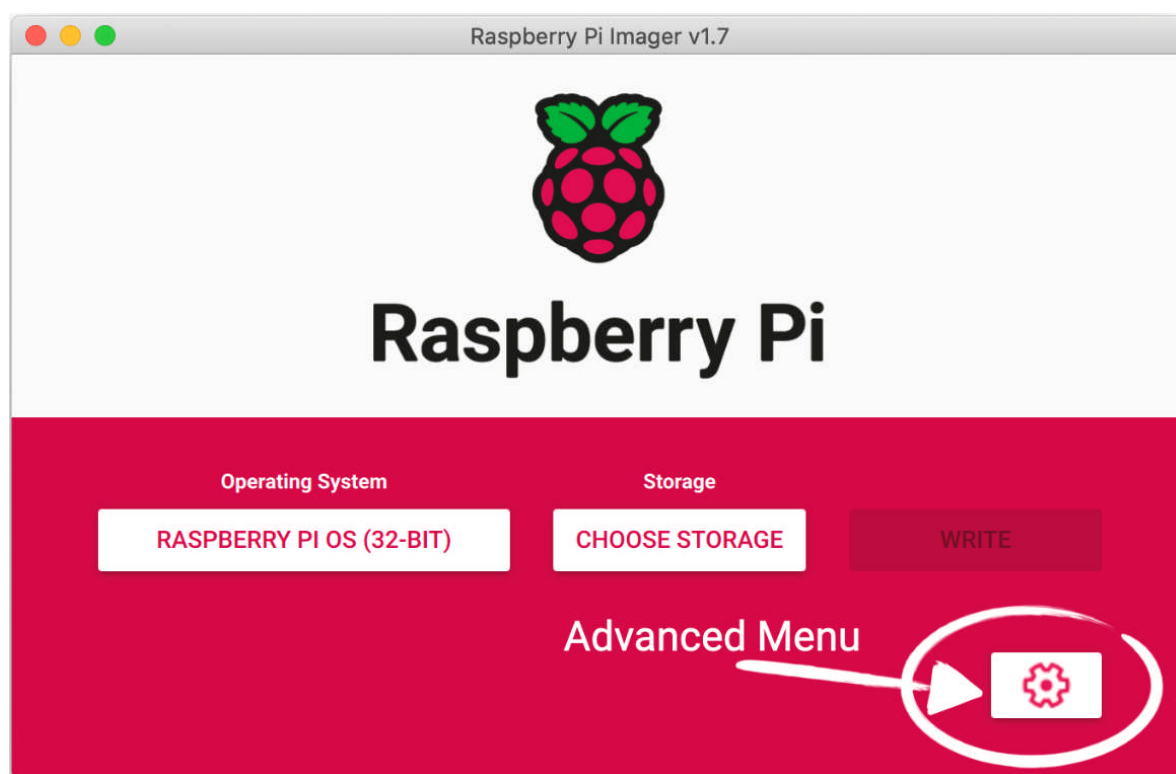 Raspberry Pi Imager v1.7
Raspberry Pi
Operating System
Storage
RASPBERRY PI OS (32-BIT)
CHOOSE STORAGE
WRITE
Advanced Menu